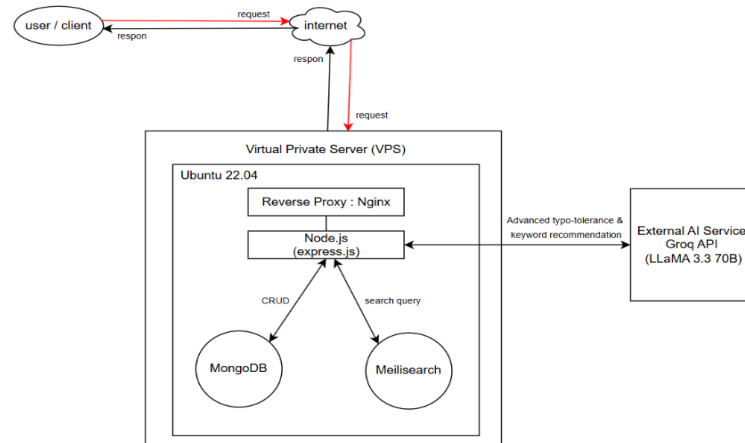 user / client
request
internet
respon
respon
request
Virtual Private Server (VPS)
Ubuntu 22.04
Reverse Proxy : Nginx
Node.js
(express.js)
Advanced typo-tolerance &
keyword recommendation
External AI Service
Groq API
(LLaMA 3.3 70B)
CRUD
search query
MongoDB
Meilisearch